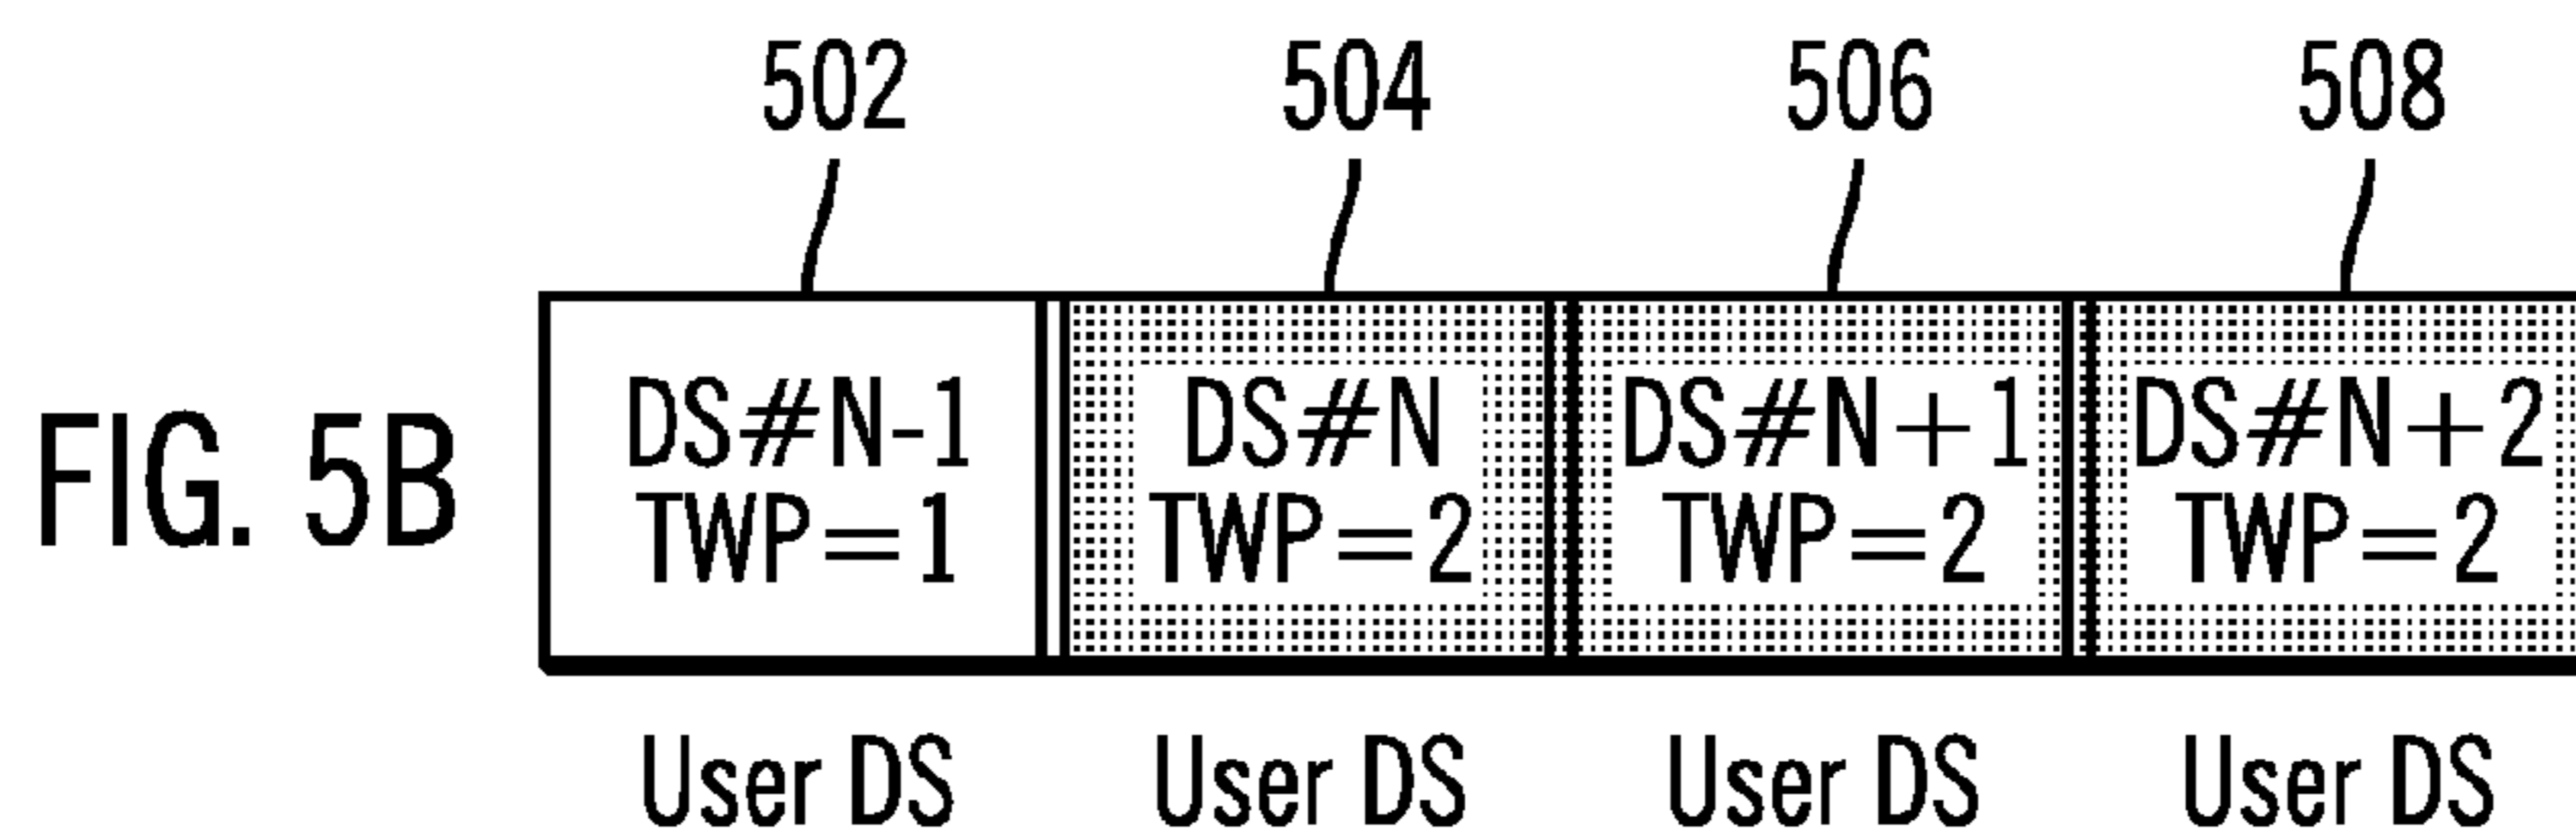 502 504 506 508
FIG. 5B
DS#N-1 DS#N DS#N+1 DS#N+2
TWP=1 TWP=2 TWP=2 TWP=2
User DS User DS User DS User DS